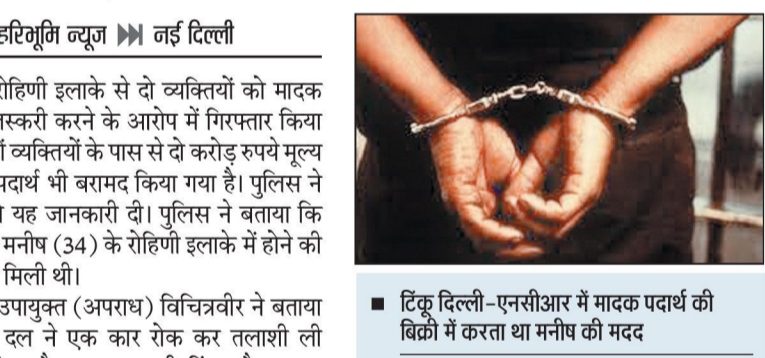 हरिभूमि न्यूज नई दिल्ली
रोहिणी इलाके से दो व्यक्तियों को मादक
तस्करी करने के आरोप में गिरफ्तार किया
व्यक्तियों के पास से दो करोड़ रुपये मूल्य
पदार्थ भी बरामद किया गया है। पुलिस ने
यह जानकारी दी। पुलिस ने बताया कि
मनीष (34) के रोहिणी इलाके में होने की
मिली थी।
उपायुक्त (अपराध) विचित्रवीर ने बताया
दल ने एक कार रोक कर तलाशी ली
■ टिंकू दिल्ली-एनसीआर में मादक पदार्थ की
बिक्री में करता था मनीष की मदद